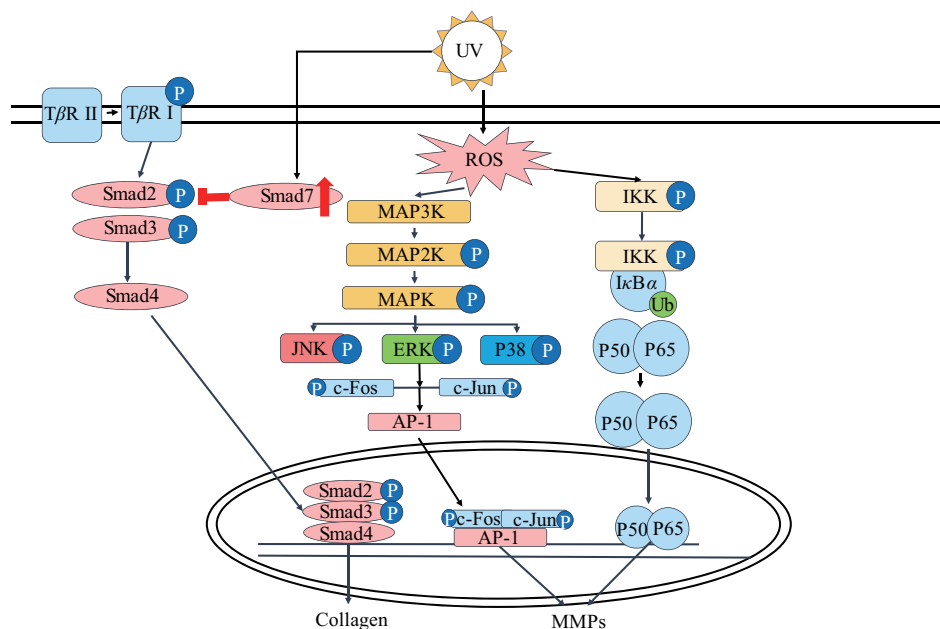 UV
TβR II
TβR I
P
ROS
Smad2
P
Smad7
IKK
P
Smad3
P
MAP3K
MAP2K
P
IKK
P
IκBα
Ub
Smad4
MAPK
P
JNK
P
ERK
P
P38
P
P50
P65
P
c-Fos
c-Jun
P
AP-1
P50
P65
Smad2
P
Smad3
P
Smad4
P
c-Fos
c-Jun
P
AP-1
P50
P65
Collagen
MMPs